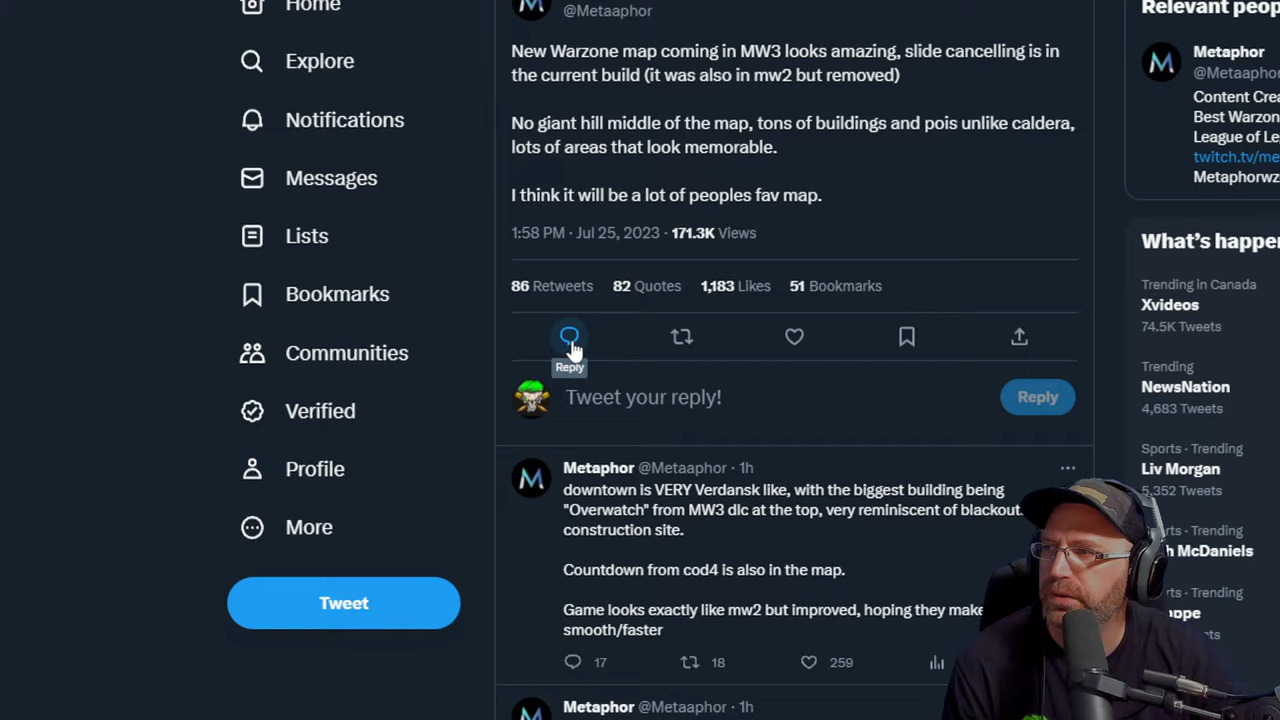 Home
Explore
Notifications
Messages
Lists
Bookmarks
Communities
Verified
Profile
More
Tweet
@Metaaphor
New Warzone map coming in MW3 looks amazing, slide cancelling is in
the current build (it was also in mw2 but removed)
No giant hill middle of the map, tons of buildings and pois unlike caldera,
lots of areas that look memorable.
I think it will be a lot of peoples fav map.
1:58 PM · Jul 25, 2023 · 171.3K Views
86 Retweets 82 Quotes 1,183 Likes 51 Bookmarks
Reply
Tweet your reply!
Reply
Metaphor @Metaaphor · 1h
downtown is VERY Verdansk like, with the biggest building being
"Overwatch" from MW3 dlc at the top, very reminiscent of blackout.
construction site.
Countdown from cod4 is also in the map.
Game looks exactly like mw2 but improved, hoping they make
smooth/faster
17 18 259
Metaphor @Metaaphor · 1h
Relevant peop
Metaphor
@Metaapho
Content Crea
Best Warzon
League of Le
twitch.tv/me
Metaphorwz
What's happe
Trending in Canada
Xvideos
74.5K Tweets
Trending
NewsNation
4,683 Tweets
Sports · Trending
Liv Morgan
5,352 Tweets
Trending
McDaniels
Trending